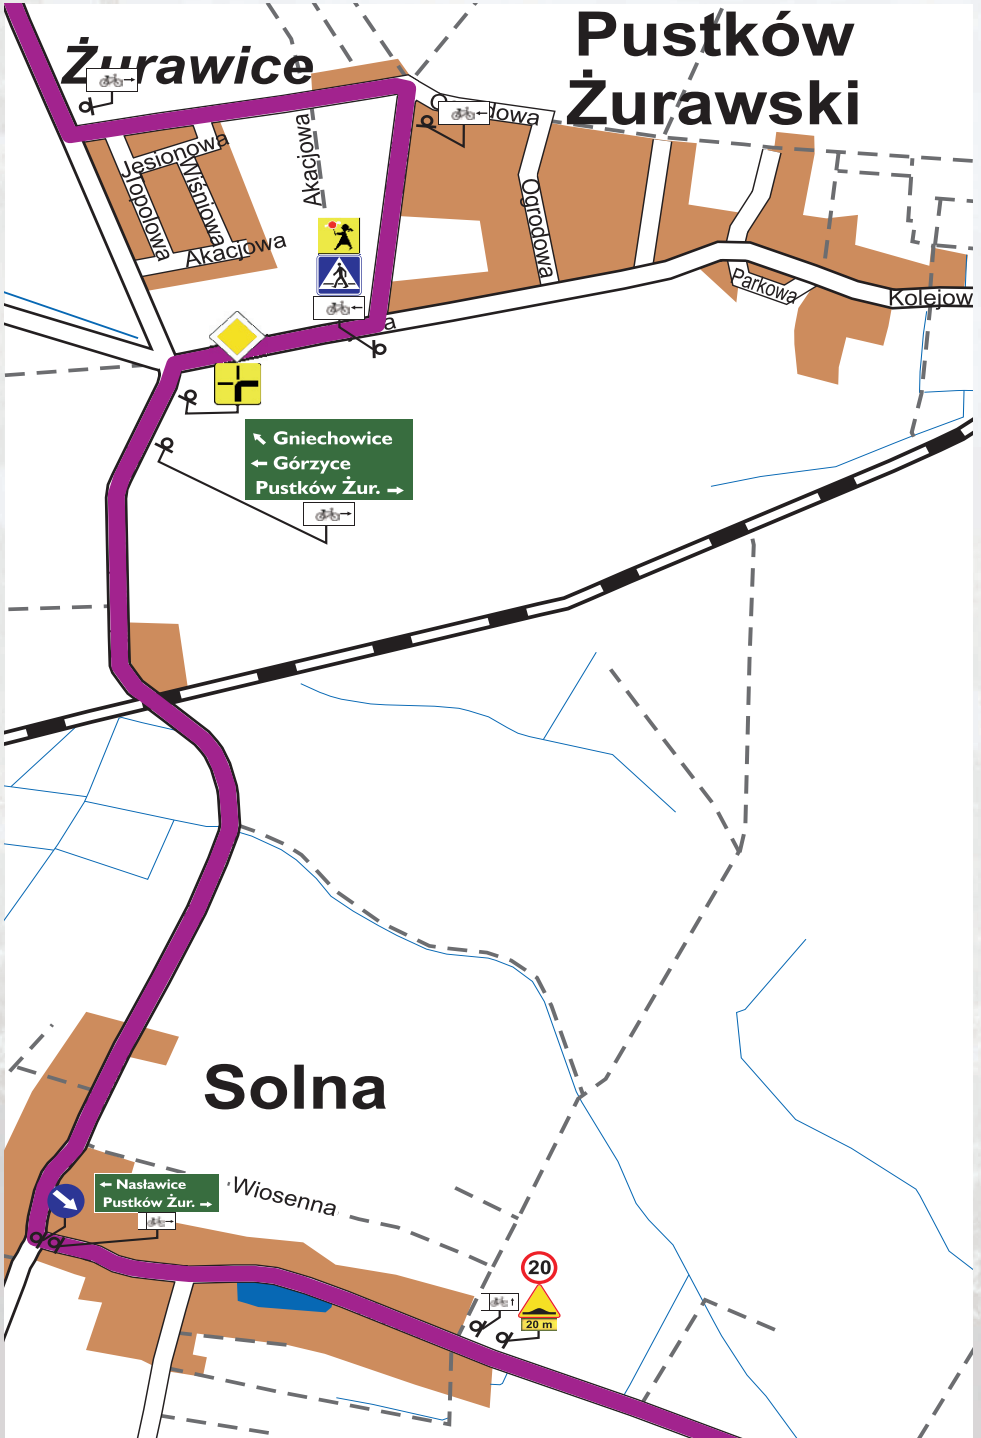 Pustków
Żurawski
Żurawice
Jesionowa
Topolowa
Wiśniowa
Akacjowa
Akacjowa
dowa
Ogrodowa
Parkowa
Kolejow
a
Gniechowice
Górzyce
Pustków Żur.
Solna
Nasławice
Pustków Żur.
Wiosenna
20
20 m